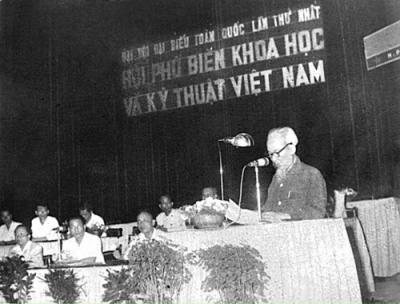 ĐẠI HỘI ĐẠI BIỂU TOÀN QUỐC LẦN THỨ NHẤT
HỘI PHỔ BIẾN KHOA HỌC
VÀ KỸ THUẬT VIỆT NAM